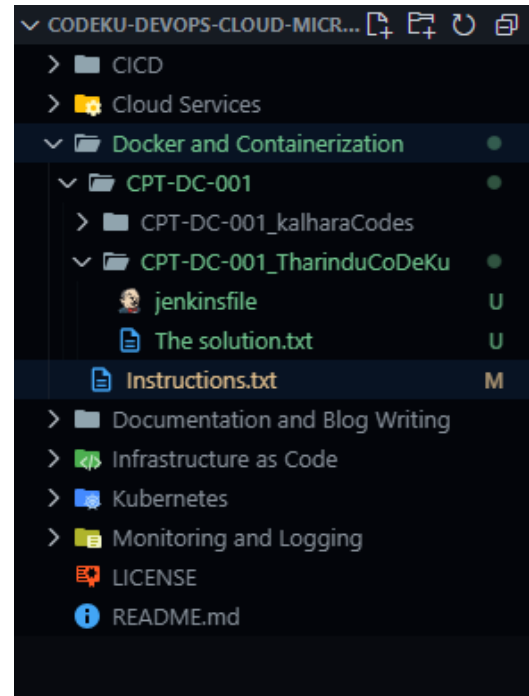 CODEKU-DEVOPS-CLOUD-MICR...
CICD
Cloud Services
Docker and Containerization
CPT-DC-001
CPT-DC-001_kalharaCodes
CPT-DC-001_TharinduCoDeKu
jenkinsfile U
The solution.txt U
Instructions.txt M
Documentation and Blog Writing
Infrastructure as Code
Kubernetes
Monitoring and Logging
LICENSE
README.md